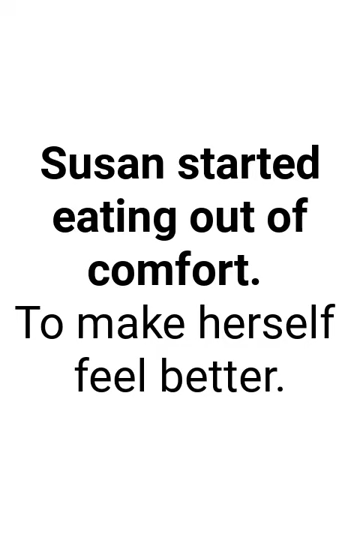 Susan started
eating out of
comfort.
To make herself
feel better.